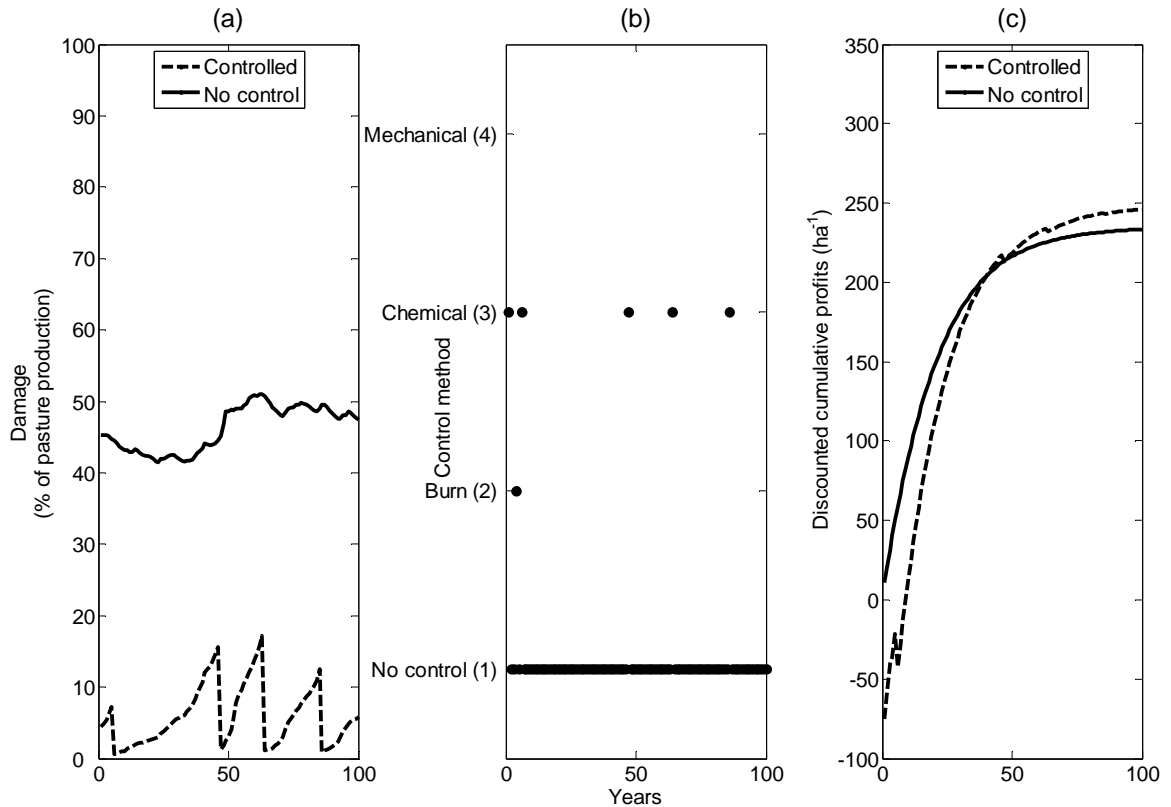 (a)
Controlled
No control
100
90
80
70
60
50
40
30
20
10
0
Damage
(% of pasture production)
0 50 100
(b)
Mechanical (4)
Chemical (3)
Burn (2)
No control (1)
Control method
0 50 100
Years
(c)
Controlled
No control
350
300
250
200
150
100
50
0
-50
-100
Discounted cumulative profits (ha-1)
0 50 100